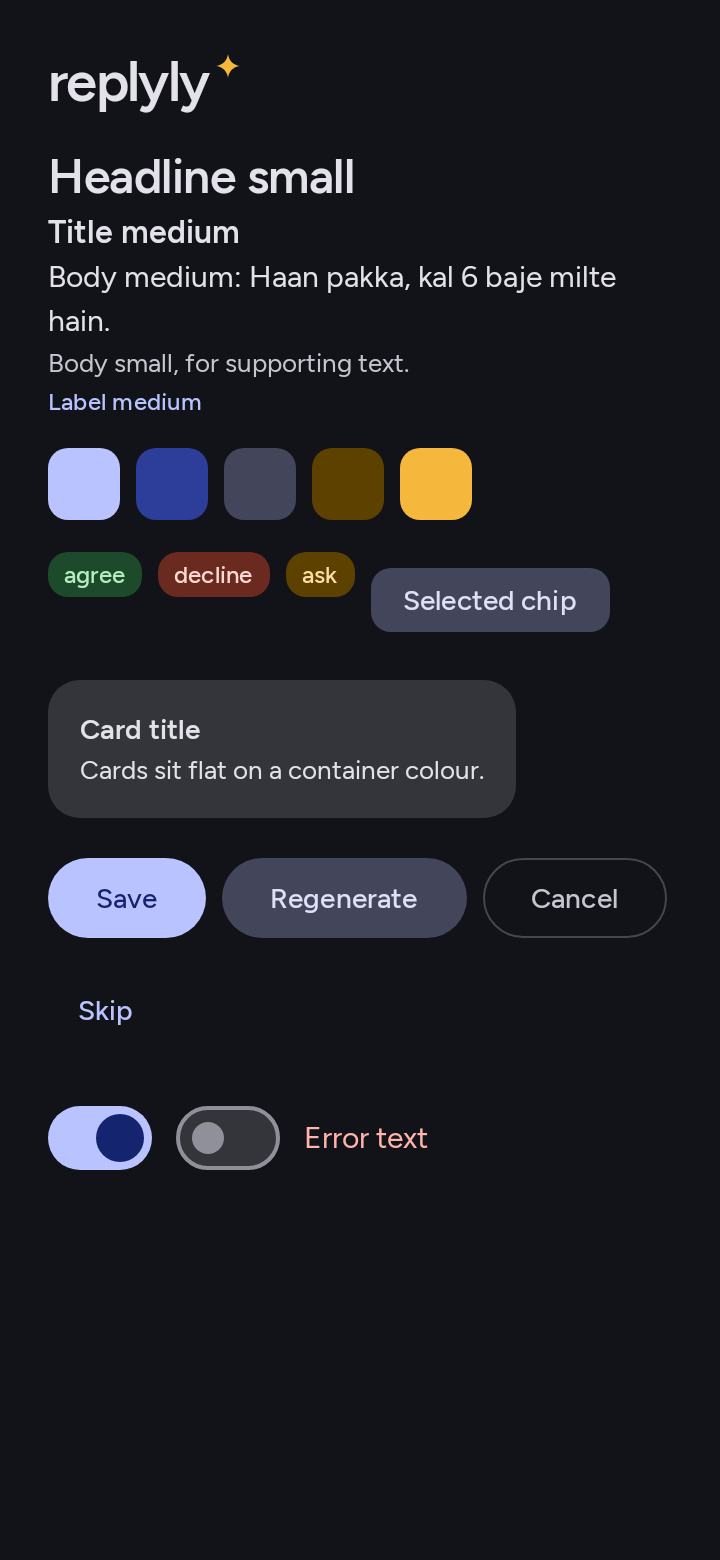 replyly
Headline small
Title medium
Body medium: Haan pakka, kal 6 baje milte
hain.
Body small, for supporting text.
Label medium
agree decline ask Selected chip
Card title
Cards sit flat on a container colour.
Save Regenerate Cancel
Skip
Error text